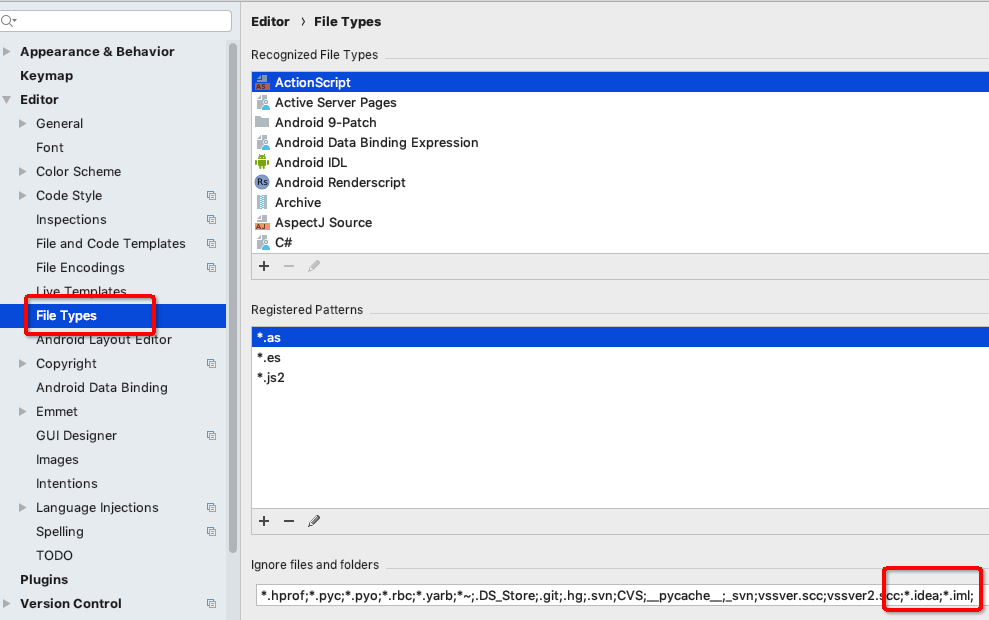 Appearance & Behavior
Keymap
Editor
General
Font
Color Scheme
Code Style
Inspections
File and Code Templates
File Encodings
Live Templates
File Types
Android Layout Editor
Copyright
Android Data Binding
Emmet
GUI Designer
Images
Intentions
Language Injections
Spelling
TODO
Plugins
Version Control
Editor › File Types
Recognized File Types
AS ActionScript
Active Server Pages
Android 9-Patch
Android Data Binding Expression
Android IDL
Rs Android Renderscript
Archive
AJ AspectJ Source
C#
Registered Patterns
*.as
*.es
*.js2
Ignore files and folders
*.hprof;*.pyc;*.pyo;*.rbc;*.yarb;*~;.DS_Store;.git;.hg;.svn;CVS;__pycache__;_svn;vssver.scc;vssver2.scc;*.idea;*.iml;